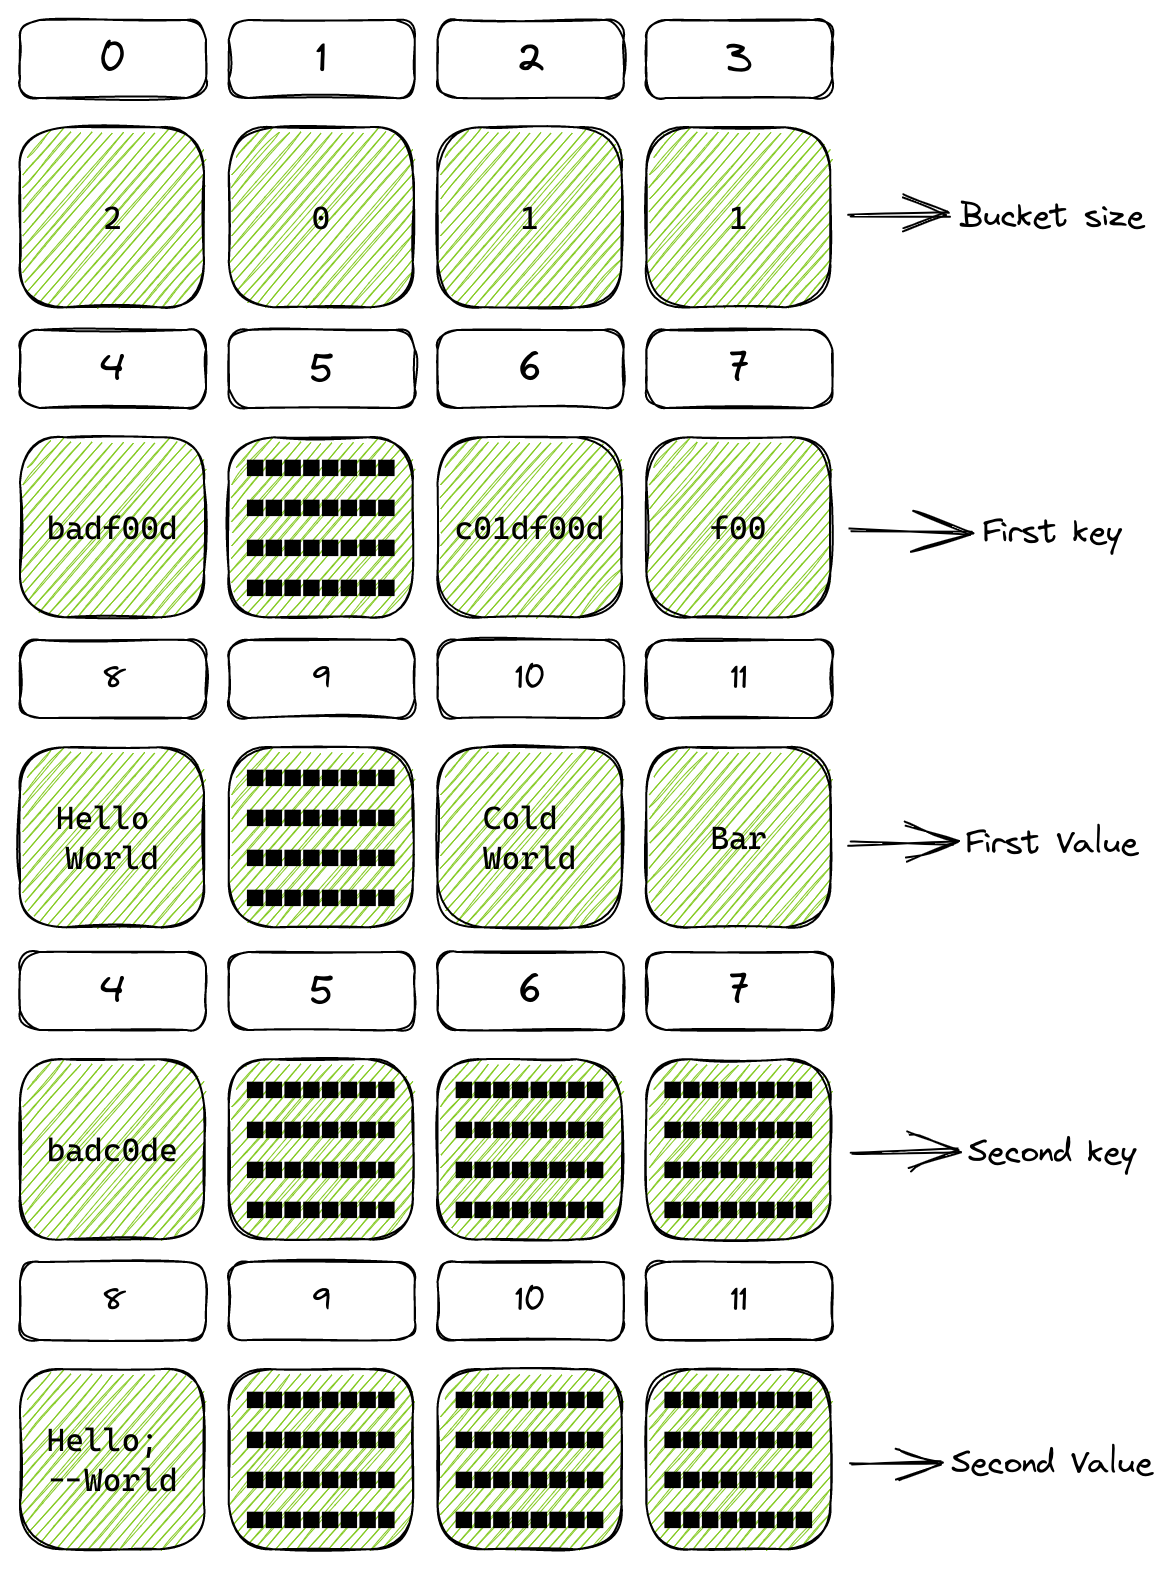 0 1 2 3
2 0 1 1 Bucket size
4 5 6 7
■■■■■■■■
■■■■■■■■
badf00d c01df00d f00 First key
■■■■■■■■
■■■■■■■■
8 9 10 11
■■■■■■■■
Hello ■■■■■■■■ Cold
Bar First Value
World ■■■■■■■■ World
■■■■■■■■
4 5 6 7
■■■■■■■■ ■■■■■■■■ ■■■■■■■■
■■■■■■■■ ■■■■■■■■ ■■■■■■■■
badc0de Second key
■■■■■■■■ ■■■■■■■■ ■■■■■■■■
■■■■■■■■ ■■■■■■■■ ■■■■■■■■
8 9 10 11
■■■■■■■■ ■■■■■■■■ ■■■■■■■■
Hello; ■■■■■■■■ ■■■■■■■■ ■■■■■■■■
Second Value
--World ■■■■■■■■ ■■■■■■■■ ■■■■■■■■
■■■■■■■■ ■■■■■■■■ ■■■■■■■■